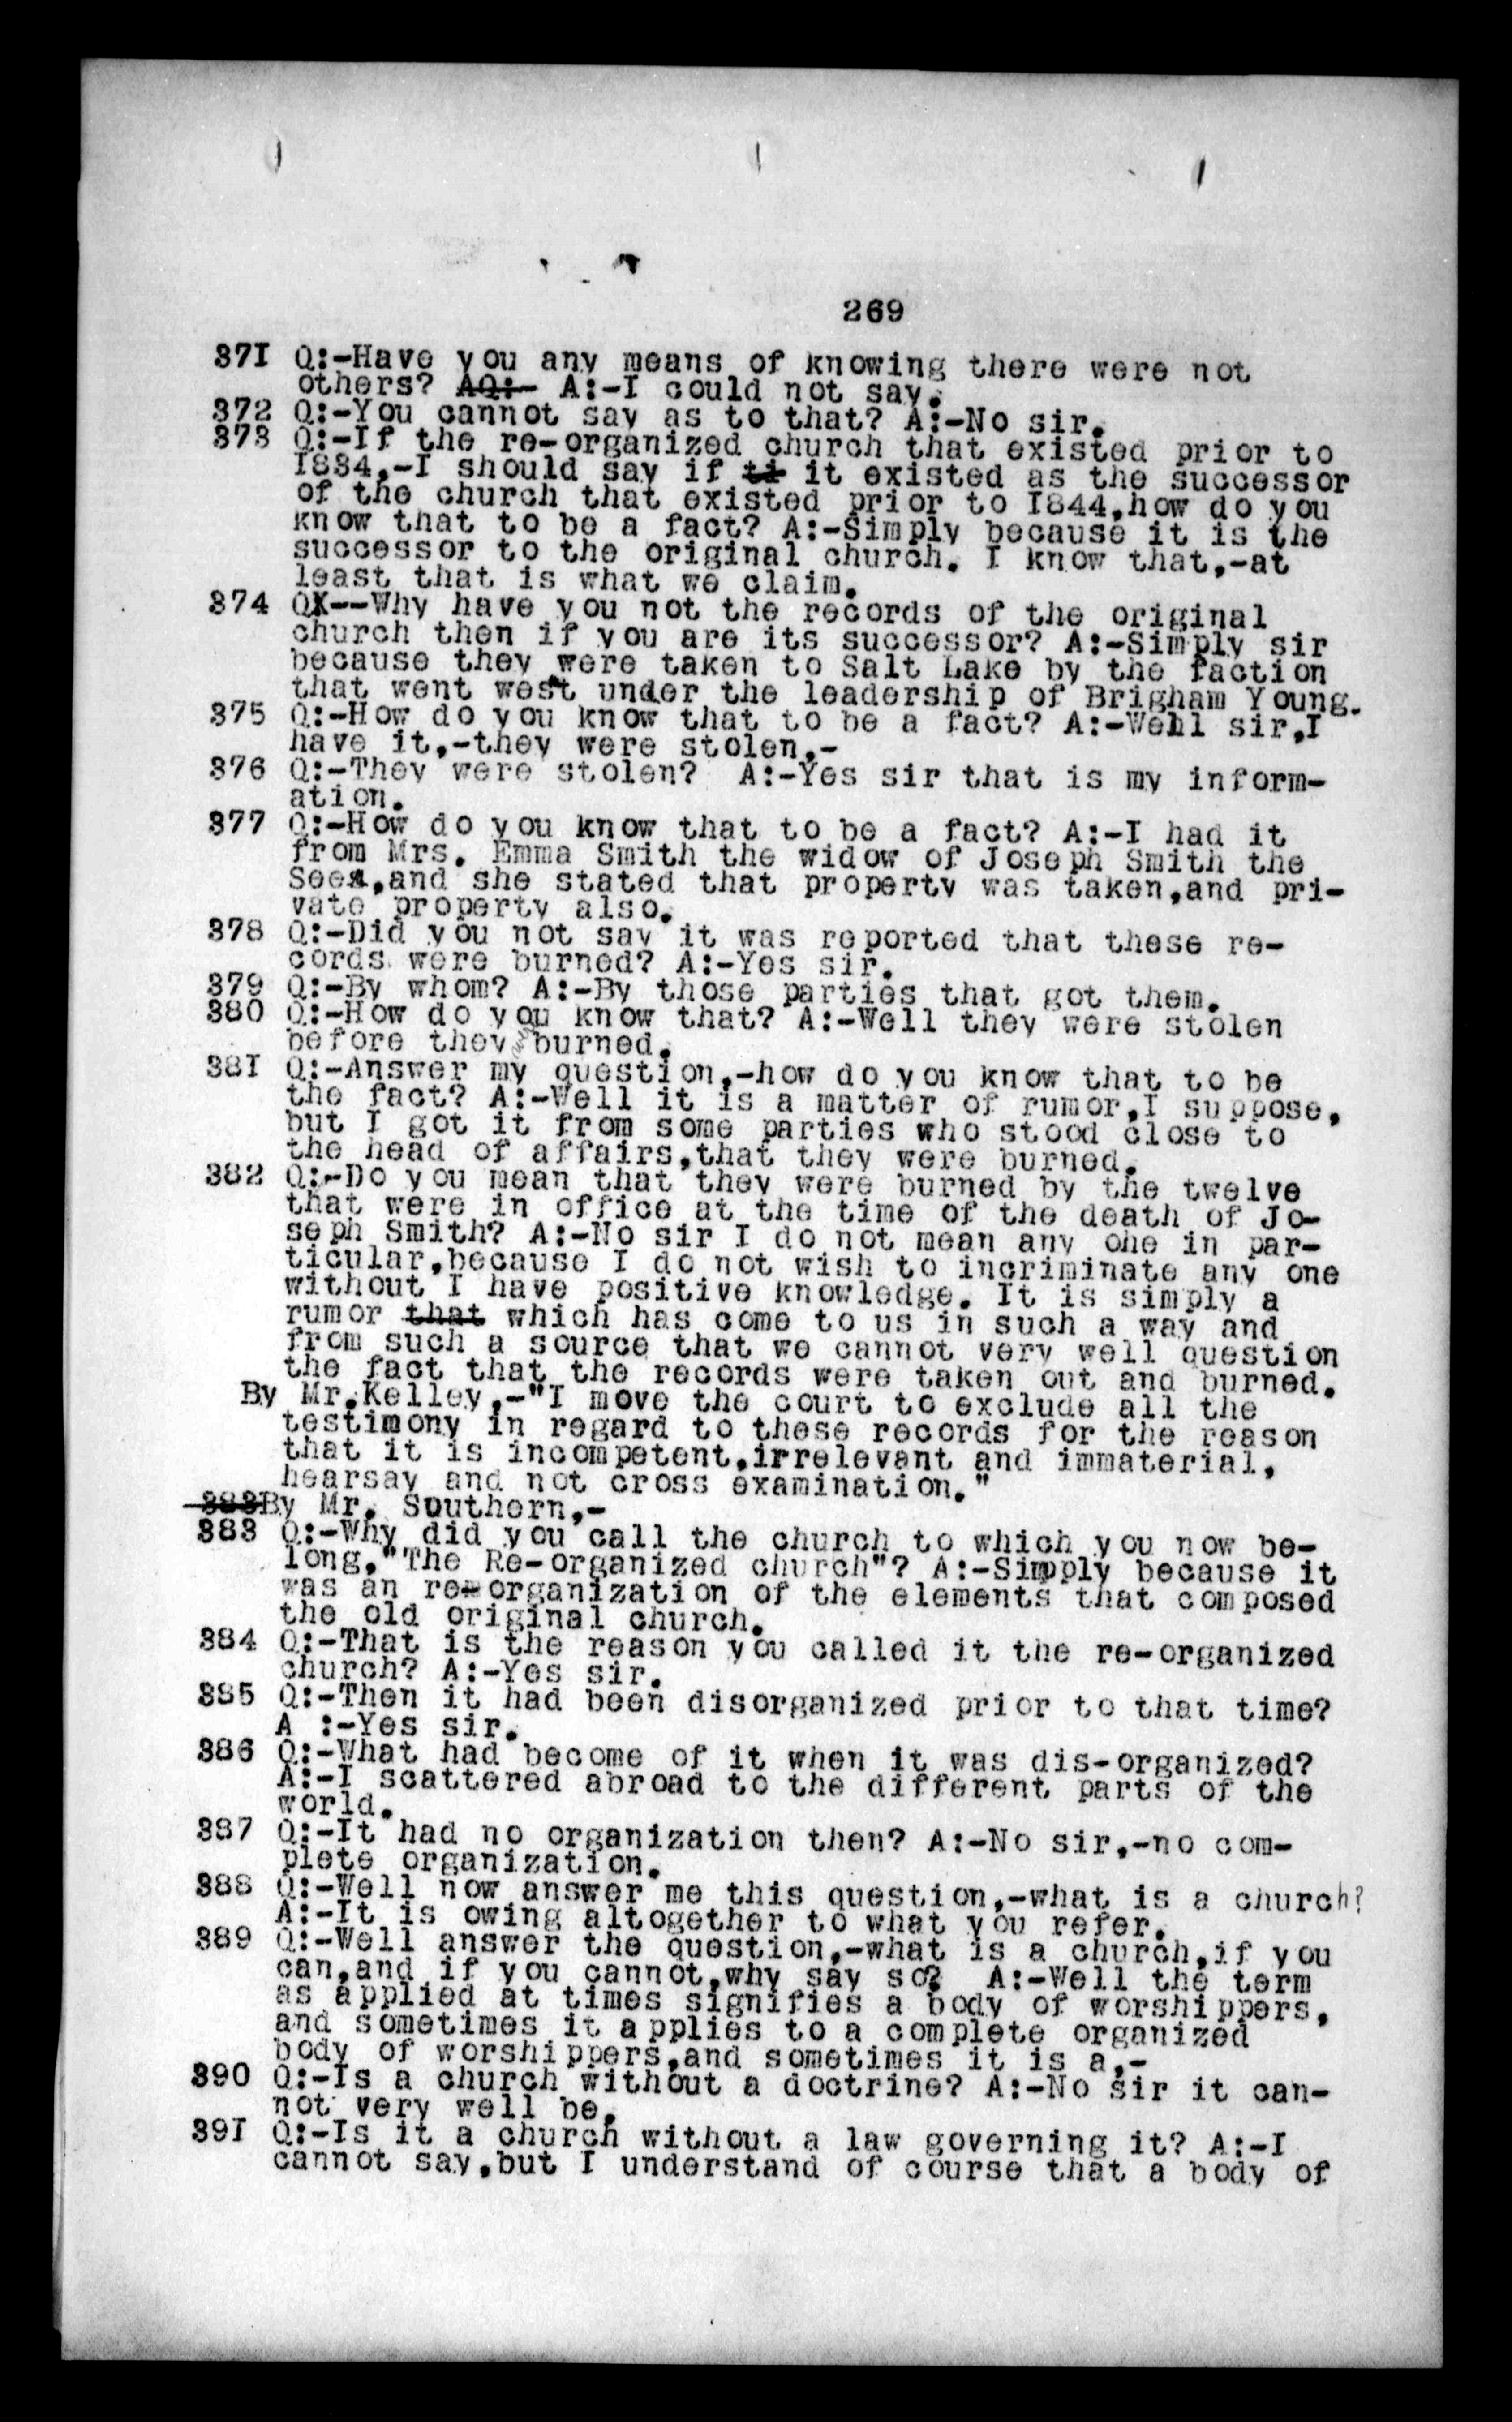 269
371 Q:-Have you any means of knowing there were not
others? AQ:- A:-I could not say.
372 Q:-You cannot say as to that? A:-No sir.
373 Q:-If the re-organized church that existed prior to
1834,-I should say if ti it existed as the successor
of the church that existed prior to 1844,how do you
know that to be a fact? A:-Simply because it is the
successor to the original church. I know that,-at
least that is what we claim.
374 QX--Why have you not the records of the original
church then if you are its successor? A:-Simply sir
because they were taken to Salt Lake by the faction
that went west under the leadership of Brigham Young.
375 Q:-How do you know that to be a fact? A:-Well sir,I
have it,-they were stolen,-
376 Q:-They were stolen? A:-Yes sir that is my inform-
ation.
377 Q:-How do you know that to be a fact? A:-I had it
from Mrs. Emma Smith the widow of Joseph Smith the
Seer,and she stated that property was taken,and pri-
vate property also.
378 Q:-Did you not say it was reported that these re-
cords were burned? A:-Yes sir.
379 Q:-By whom? A:-By those parties that got them.
380 Q:-How do you know that? A:-Well they were stolen
before they burned.
381 Q:-Answer my question,-how do you know that to be
the fact? A:-Well it is a matter of rumor,I suppose,
but I got it from some parties who stood close to
the head of affairs,that they were burned.
382 Q:-Do you mean that they were burned by the twelve
that were in office at the time of the death of Jo-
seph Smith? A:-No sir I do not mean any one in par-
ticular,because I do not wish to incriminate any one
without I have positive knowledge. It is simply a
rumor that which has come to us in such a way and
from such a source that we cannot very well question
the fact that the records were taken out and burned.
By Mr.Kelley,-"I move the court to exclude all the
testimony in regard to these records for the reason
that it is incompetent,irrelevant and immaterial,
hearsay and not cross examination."
383By Mr. Southern,-
383 Q:-Why did you call the church to which you now be-
long,"The Re-organized church"? A:-Simpply because it
was an re-organization of the elements that composed
the old original church.
384 Q:-That is the reason you called it the re-organized
church? A:-Yes sir.
385 Q:-Then it had been disorganized prior to that time?
A :-Yes sir.
386 Q:-What had become of it when it was dis-organized?
A:-I scattered abroad to the different parts of the
world.
387 Q:-It had no organization then? A:-No sir,-no com-
plete organization.
388 Q:-Well now answer me this question,-what is a church?
A:-It is owing altogether to what you refer.
389 Q:-Well answer the question,-what is a church,if you
can,and if you cannot,why say so? A:-Well the term
as applied at times signifies a body of worshippers,
and sometimes it applies to a complete organized
body of worshippers,and sometimes it is a,-
390 Q:-Is a church without a doctrine? A:-No sir it can-
not very well be.
391 Q:-Is it a church without a law governing it? A:-I
cannot say,but I understand of course that a body of